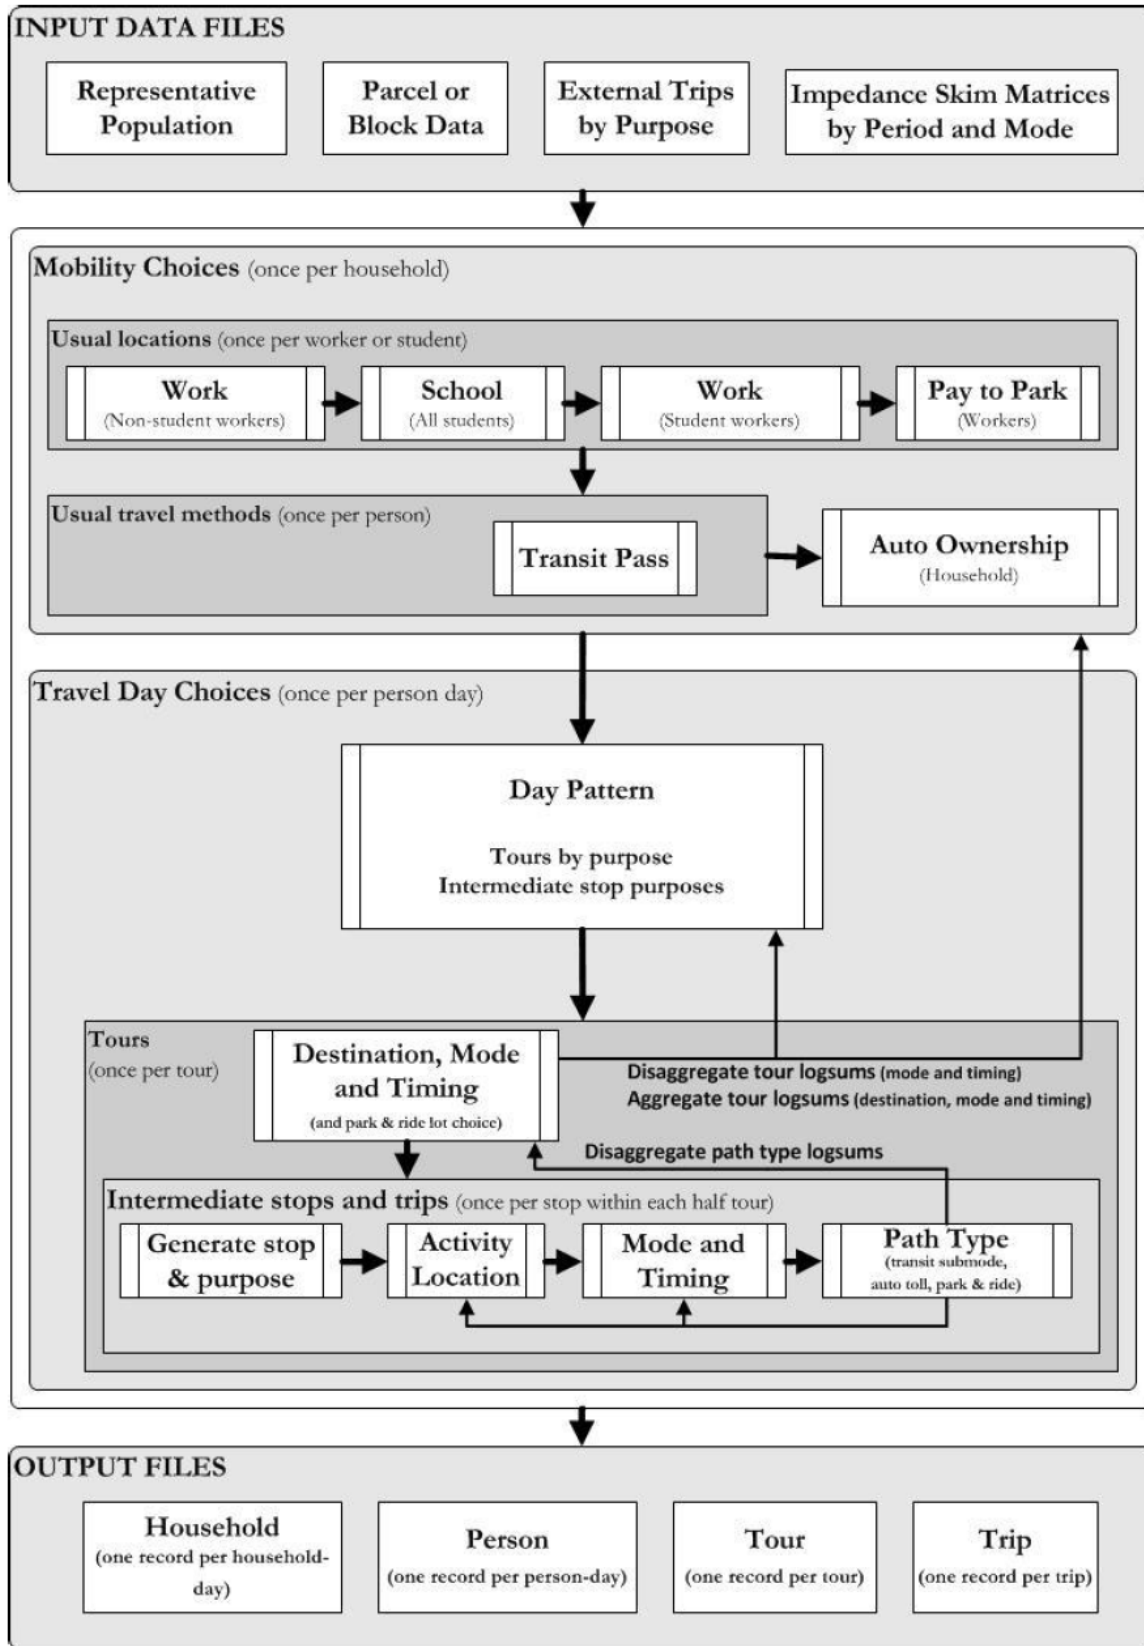 INPUT DATA FILES
Representative
Population
Parcel or
Block Data
External Trips
by Purpose
Impedance Skim Matrices
by Period and Mode
Mobility Choices (once per household)
Usual locations (once per worker or student)
Work
(Non-student workers)
School
(All students)
Work
(Student workers)
Pay to Park
(Workers)
Usual travel methods (once per person)
Transit Pass
Auto Ownership
(Household)
Travel Day Choices (once per person day)
Day Pattern
Tours by purpose
Intermediate stop purposes
Tours
(once per tour)
Destination, Mode
and Timing
(and park & ride lot choice)
Disaggregate tour logsums (mode and timing)
Aggregate tour logsums (destination, mode and timing)
Disaggregate path type logsums
Intermediate stops and trips (once per stop within each half tour)
Generate stop
& purpose
Activity
Location
Mode and
Timing
Path Type
(transit submode,
auto toll, park & ride)
OUTPUT FILES
Household
(one record per household-
day)
Person
(one record per person-day)
Tour
(one record per tour)
Trip
(one record per trip)